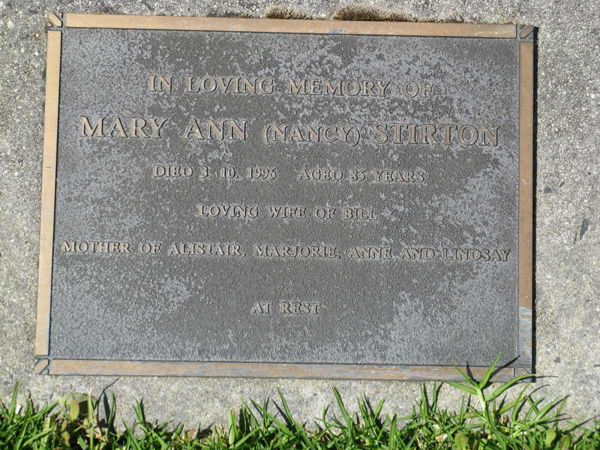 IN LOVING MEMORY OF
MARY ANN (NANCY) STIRTON
DIED 3. 10. 1996 AGED 85 YEARS
LOVING WIFE OF BILL
MOTHER OF ALISTAIR, MARJORIE, ANNE AND LINDSAY
AT REST